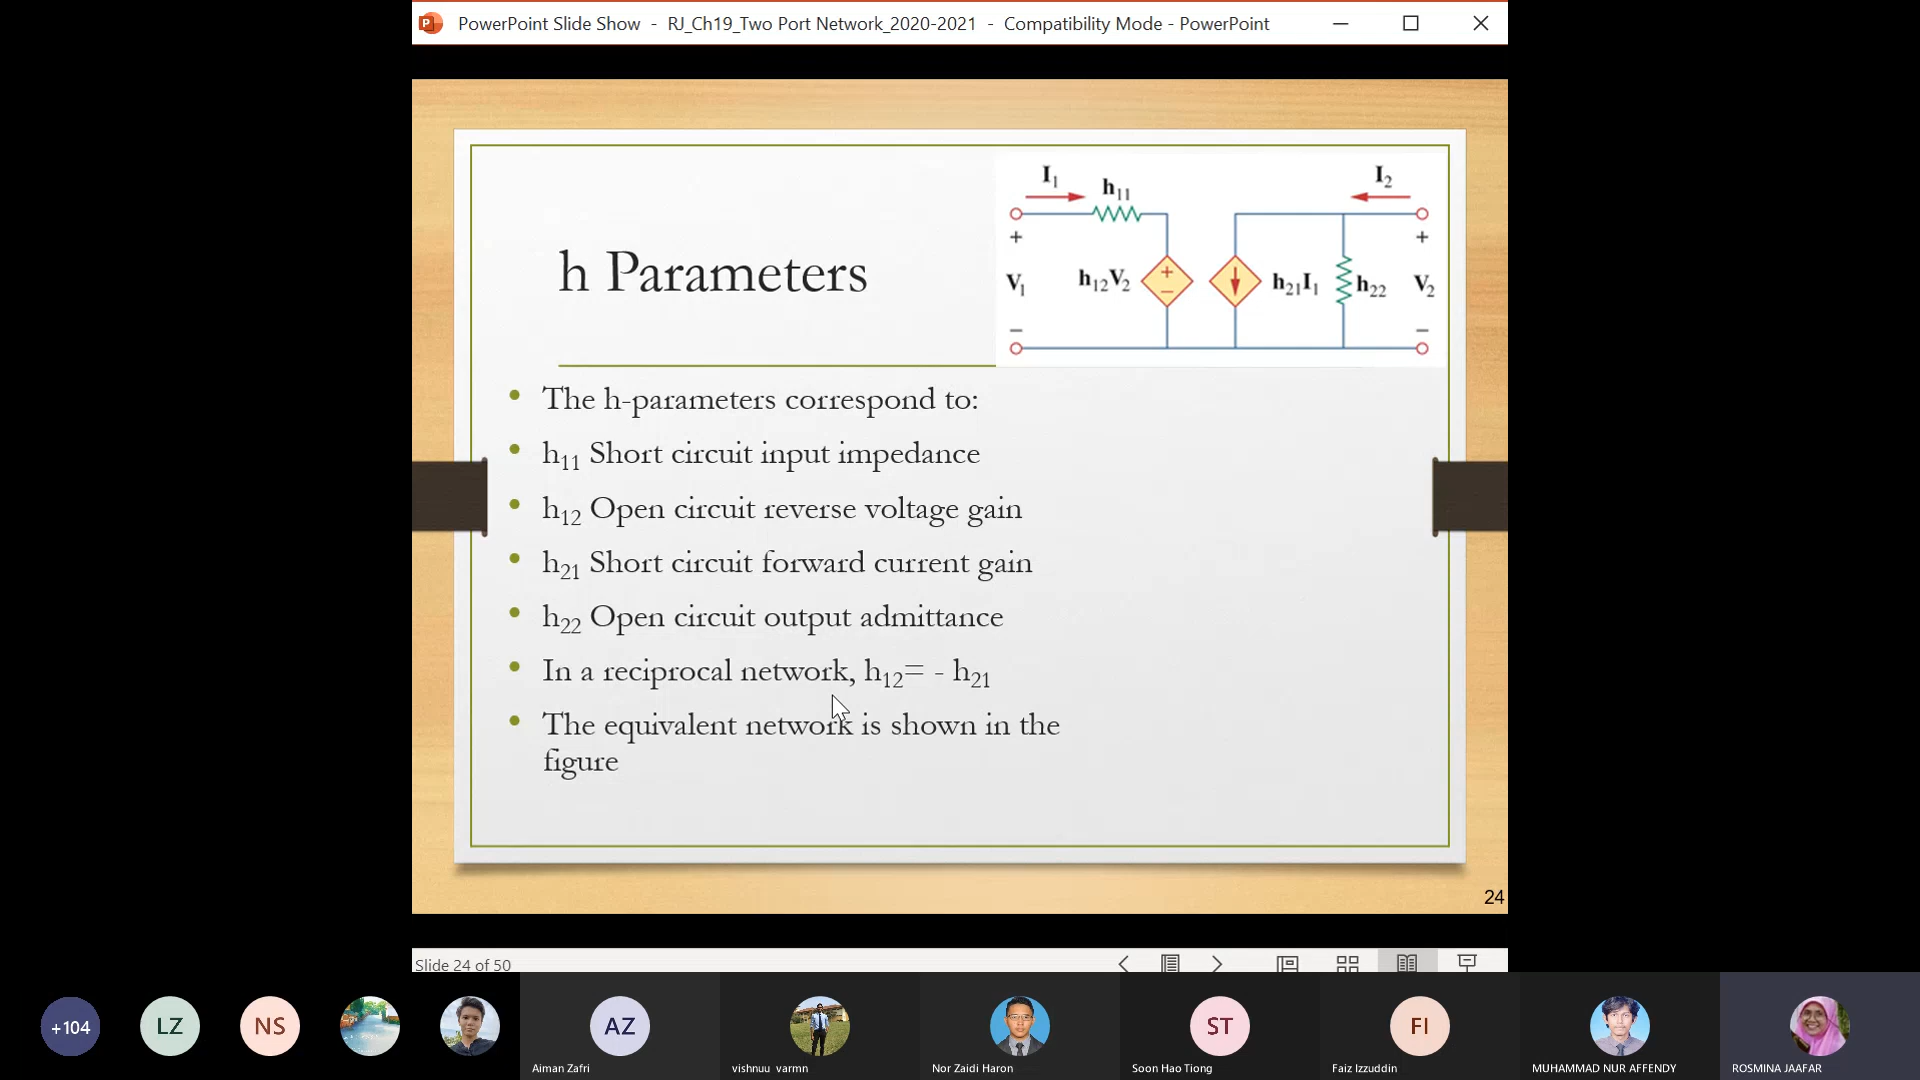 PowerPoint Slide Show - RJ_Ch19_Two Port Network_2020-2021 - Compatibility Mode - PowerPoint
I1
h11
I2
+
+
h Parameters
V1
h12V2
+
−
h21I1
h22
V2
−
−
The h-parameters correspond to:
h11 Short circuit input impedance
h12 Open circuit reverse voltage gain
h21 Short circuit forward current gain
h22 Open circuit output admittance
In a reciprocal network, h12= - h21
The equivalent network is shown in the
figure
24
Slide 24 of 50
+104
LZ
NS
AZ
ST
FI
Aiman Zafri
vishnuu varmn
Nor Zaidi Haron
Soon Hao Tiong
Faiz Izzuddin
MUHAMMAD NUR AFFENDY
ROSMINA JAAFAR